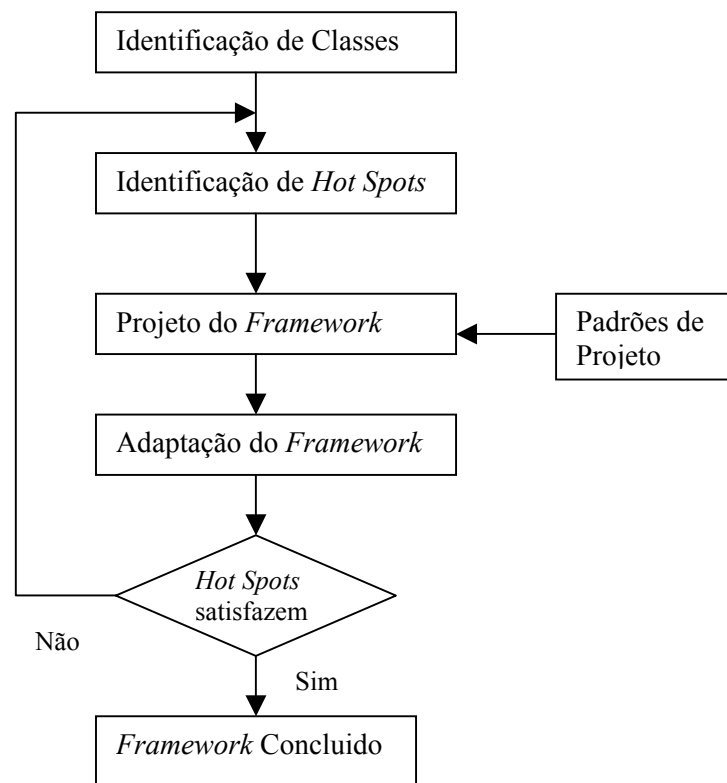 Identificação de Classes
Identificação de Hot Spots
Projeto do Framework
Padrões de
Projeto
Adaptação do Framework
Hot Spots
satisfazem
Não
Sim
Framework Concluido